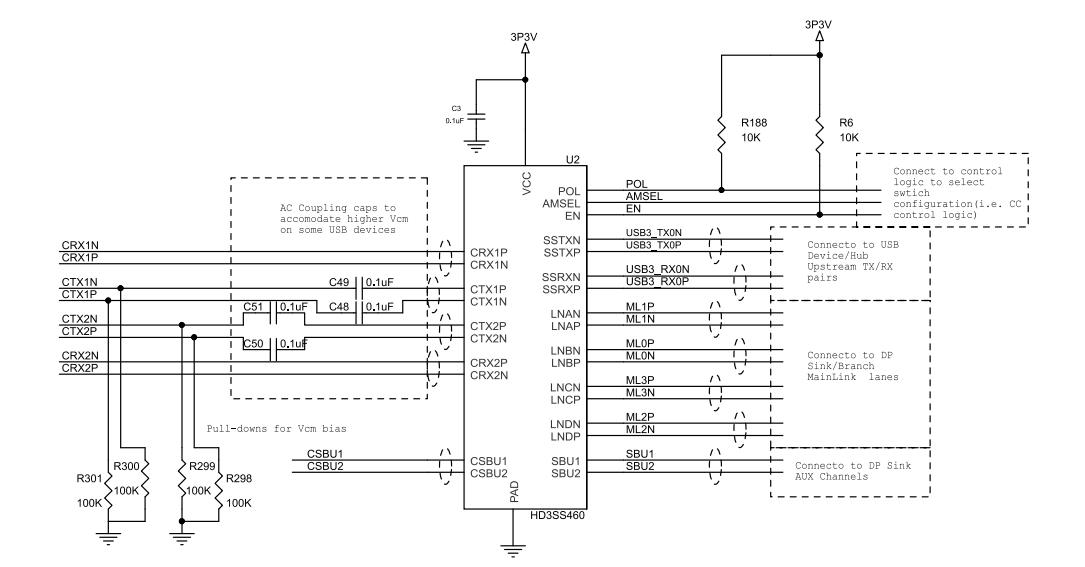 3P3V
3P3V
C3
0.1uF
R188
10K
R6
10K
U2
VCC
Connect to control
logic to select
swtich
configuration(i.e. CC
control logic)
POL
POL
AMSEL
AMSEL
EN
EN
AC Coupling caps to
accomodate higher Vcm
on some USB devices
CRX1N
CRX1P
CRX1P
CRX1N
SSTXN
USB3_TX0N
SSTXP
USB3_TX0P
Connecto to USB
Device/Hub
Upstream TX/RX
pairs
CTX1N
CTX1P
C49
0.1uF
CTX1P
CTX1N
SSRXN
USB3_RX0N
SSRXP
USB3_RX0P
C51
0.1uF
C48
0.1uF
CTX2N
CTX2P
CTX2P
CTX2N
LNAN
ML1P
LNAP
ML1N
C50
0.1uF
CRX2N
CRX2P
CRX2P
CRX2N
LNBN
ML0P
LNBP
ML0N
Connecto to DP
Sink/Branch
MainLink lanes
LNCN
ML3P
LNCP
ML3N
LNDN
ML2P
LNDP
ML2N
Pull-downs for Vcm bias
CSBU1
CSBU2
CSBU1
CSBU2
SBU1
SBU1
SBU2
SBU2
Connecto to DP Sink
AUX Channels
R301
100K
R300
100K
R299
100K
R298
100K
PAD
HD3SS460